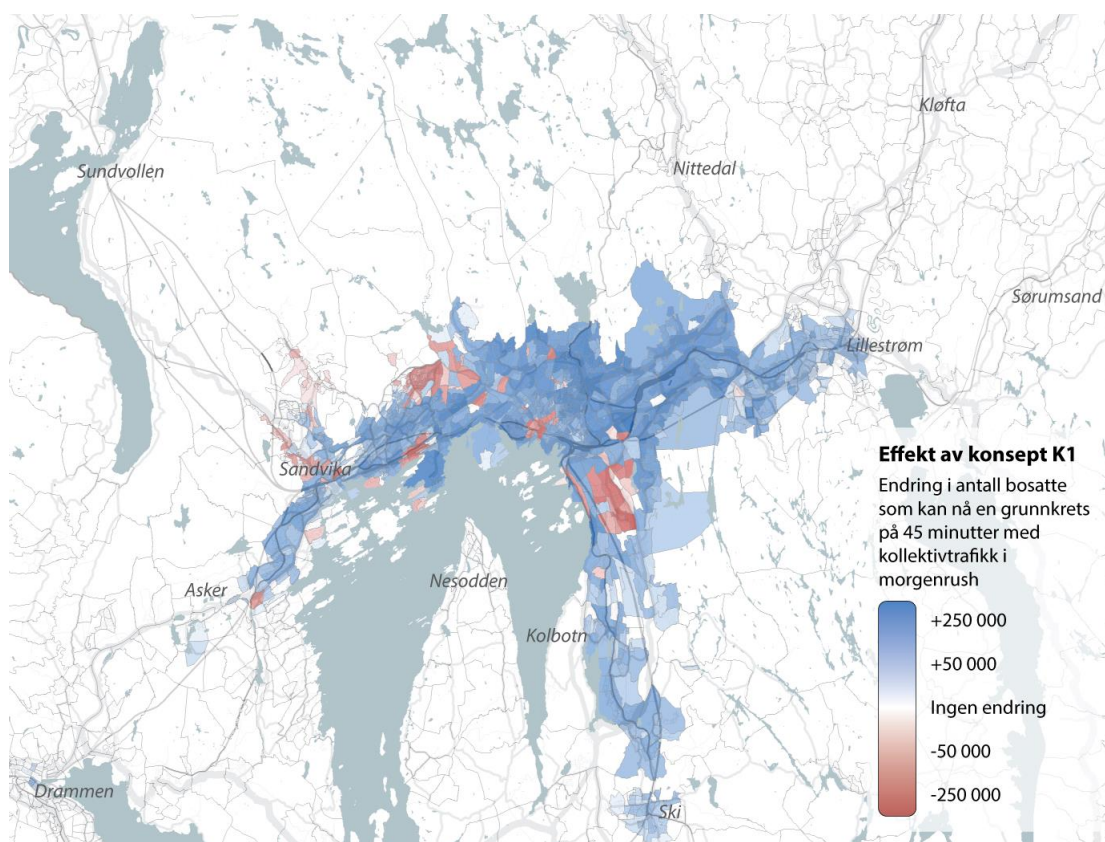 Kløfta
Sundvollen
Nittedal
Sørumsand
Lillestrøm
Sandvika
Asker
Nesodden
Kolbotn
Drammen
Ski
Effekt av konsept K1
Endring i antall bosatte
som kan nå en grunnkrets
på 45 minutter med
kollektivtrafikk i
morgenrush
+250 000
+50 000
Ingen endring
-50 000
-250 000